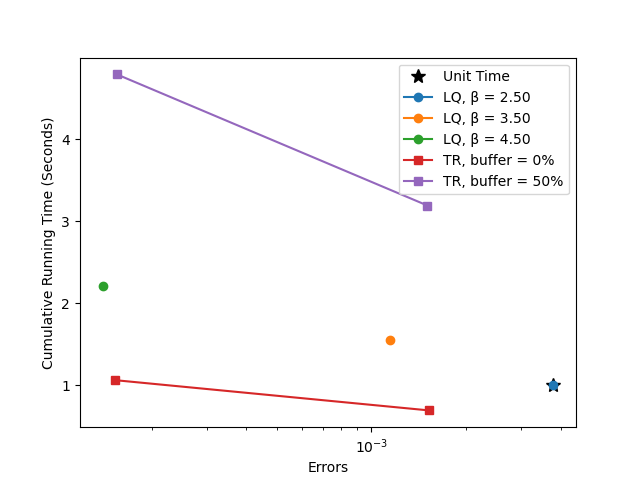 Unit Time
LQ, β = 2.50
LQ, β = 3.50
LQ, β = 4.50
TR, buffer = 0%
TR, buffer = 50%
Cumulative Running Time (Seconds)
4
3
2
1
10⁻³
Errors